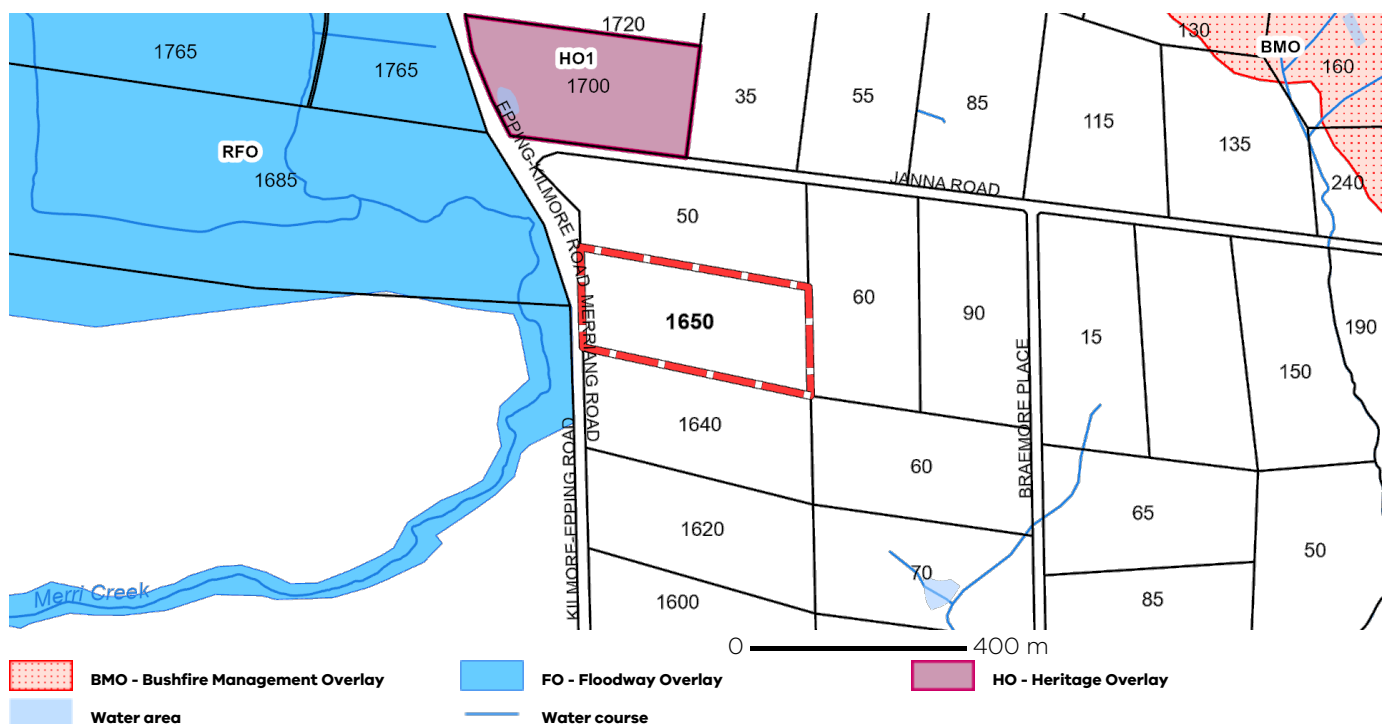 1720
130
BMO
1765
HO1
160
1765
1700
35
55
85
115
135
RFO
1685
EPPING-KILMORE ROAD
JANNA ROAD
240
50
60
90
1650
MERRIANG ROAD
15
190
150
BRAEMORE PLACE
1640
KILMORE-EPPING ROAD
60
1620
65
50
70
Merri Creek
1600
85
0 400 m
BMO - Bushfire Management Overlay
FO - Floodway Overlay
HO - Heritage Overlay
Water area
Water course